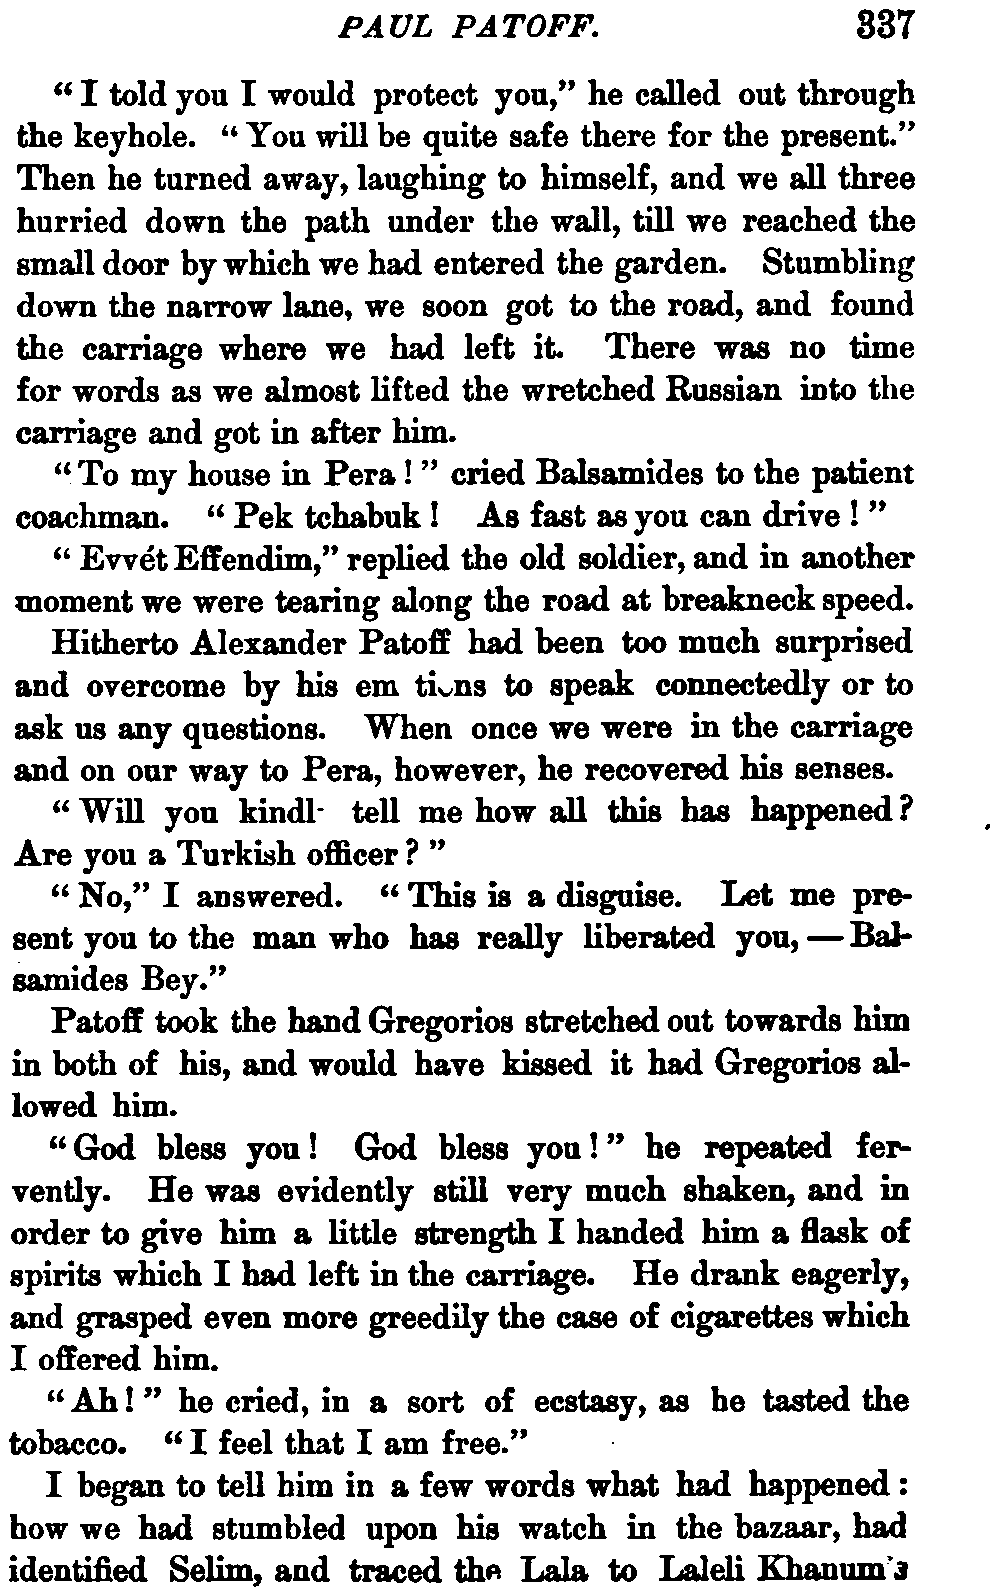 PAUL PATOFF. 337
“I told you I would protect you,” he called out through
the keyhole. “You will be quite safe there for the present.”
Then he turned away, laughing to himself, and we all three
hurried down the path under the wall, till we reached the
small door by which we had entered the garden. Stumbling
down the narrow lane, we soon got to the road, and found
the carriage where we had left it. There was no time
for words as we almost lifted the wretched Russian into the
carriage and got in after him.
“To my house in Pera!” cried Balsamides to the patient
coachman. “Pek tchabuk! As fast as you can drive!”
“Evvét Effendim,” replied the old soldier, and in another
moment we were tearing along the road at breakneck speed.
Hitherto Alexander Patoff had been too much surprised
and overcome by his em tions to speak connectedly or to
ask us any questions. When once we were in the carriage
and on our way to Pera, however, he recovered his senses.
“Will you kindl- tell me how all this has happened?
Are you a Turkish officer?”
“No,” I answered. “This is a disguise. Let me pre-
sent you to the man who has really liberated you, — Bal-
samides Bey.”
Patoff took the hand Gregorios stretched out towards him
in both of his, and would have kissed it had Gregorios al-
lowed him.
“God bless you! God bless you!” he repeated fer-
vently. He was evidently still very much shaken, and in
order to give him a little strength I handed him a flask of
spirits which I had left in the carriage. He drank eagerly,
and grasped even more greedily the case of cigarettes which
I offered him.
“Ah!” he cried, in a sort of ecstasy, as he tasted the
tobacco. “I feel that I am free.”
I began to tell him in a few words what had happened:
how we had stumbled upon his watch in the bazaar, had
identified Selim, and traced the Lala to Laleli Khanum's